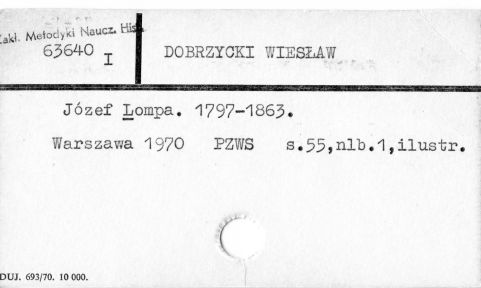 Zakł. Metodyki Naucz. Hist.
63640 I
DOBRZYCKI WIESŁAW
Józef Lompa. 1797-1863.
Warszawa 1970 PZWS s.55,nlb.1,ilustr.
DUJ. 693/70. 10 000.